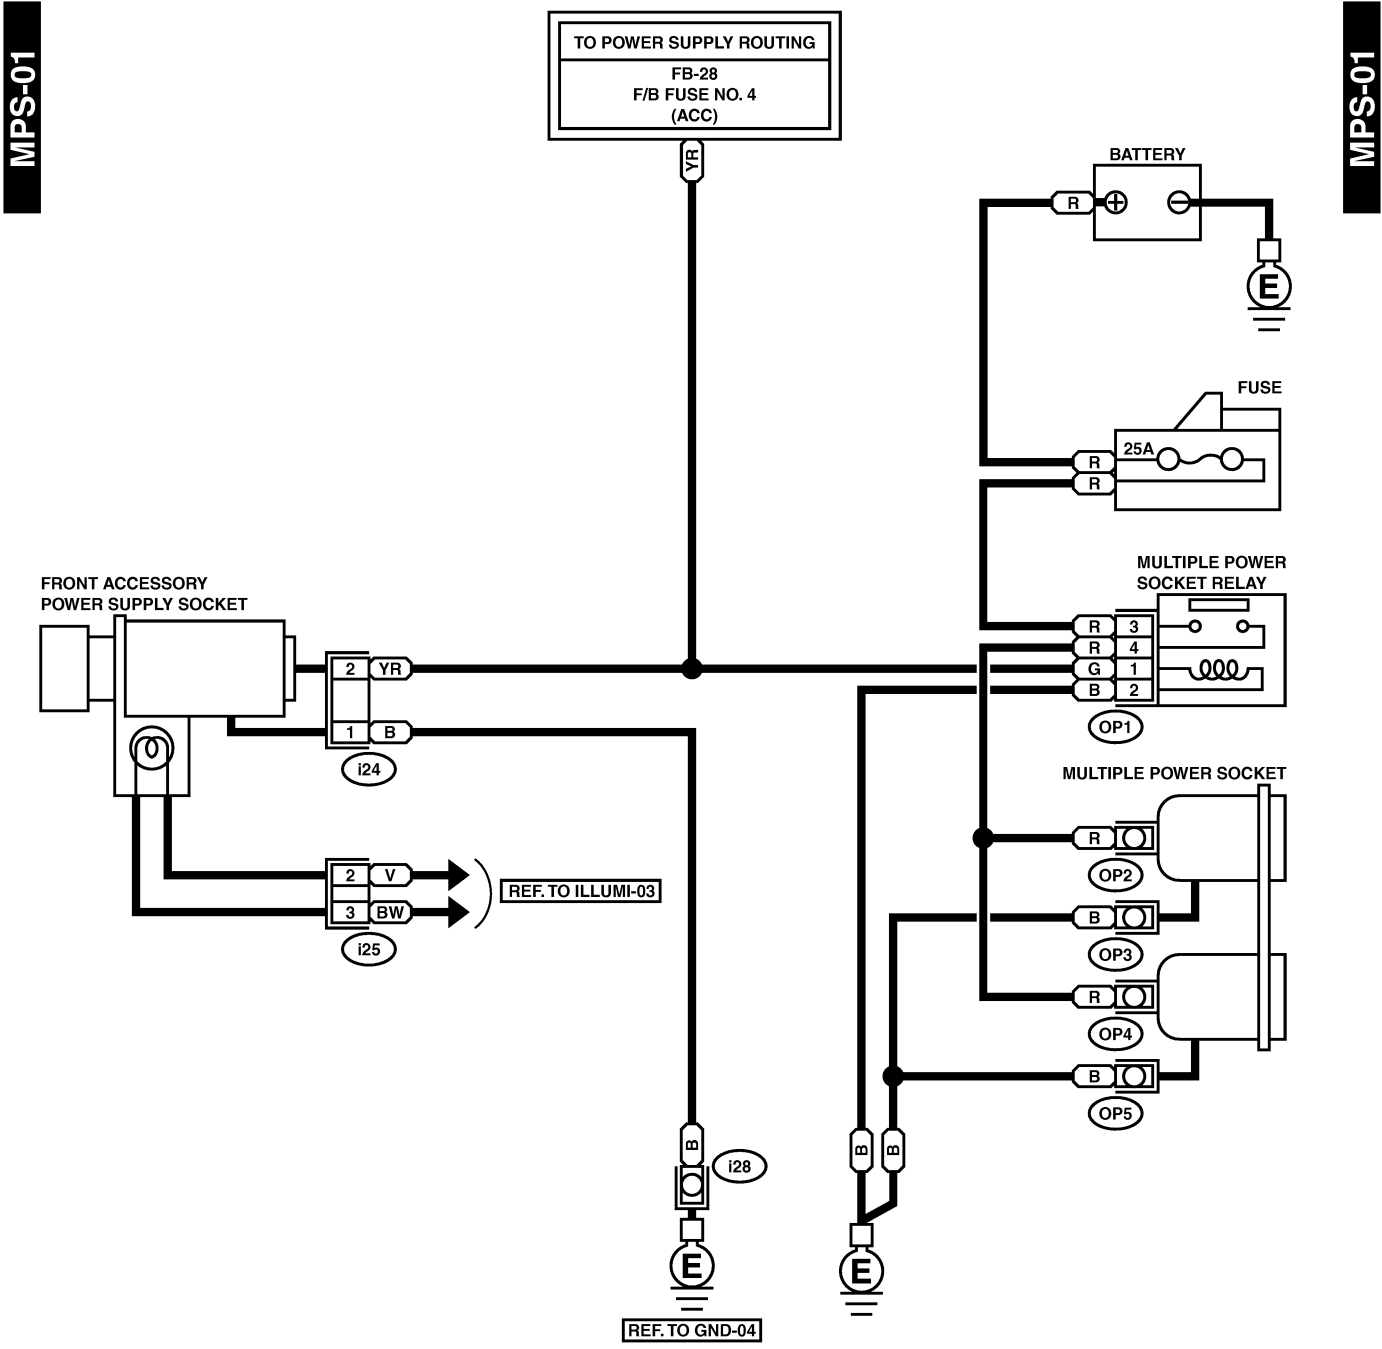 MPS-01
MPS-01
TO POWER SUPPLY ROUTING
FB-28
F/B FUSE NO. 4
(ACC)
YR
BATTERY
R
E
FUSE
25A
R
R
MULTIPLE POWER
SOCKET RELAY
R 3
R 4
G 1
B 2
OP1
FRONT ACCESSORY
POWER SUPPLY SOCKET
2 YR
1 B
i24
2 V
3 BW
i25
REF. TO ILLUMI-03
MULTIPLE POWER SOCKET
R
OP2
B
OP3
R
OP4
B
OP5
B
i28
E
REF. TO GND-04
B
B
E